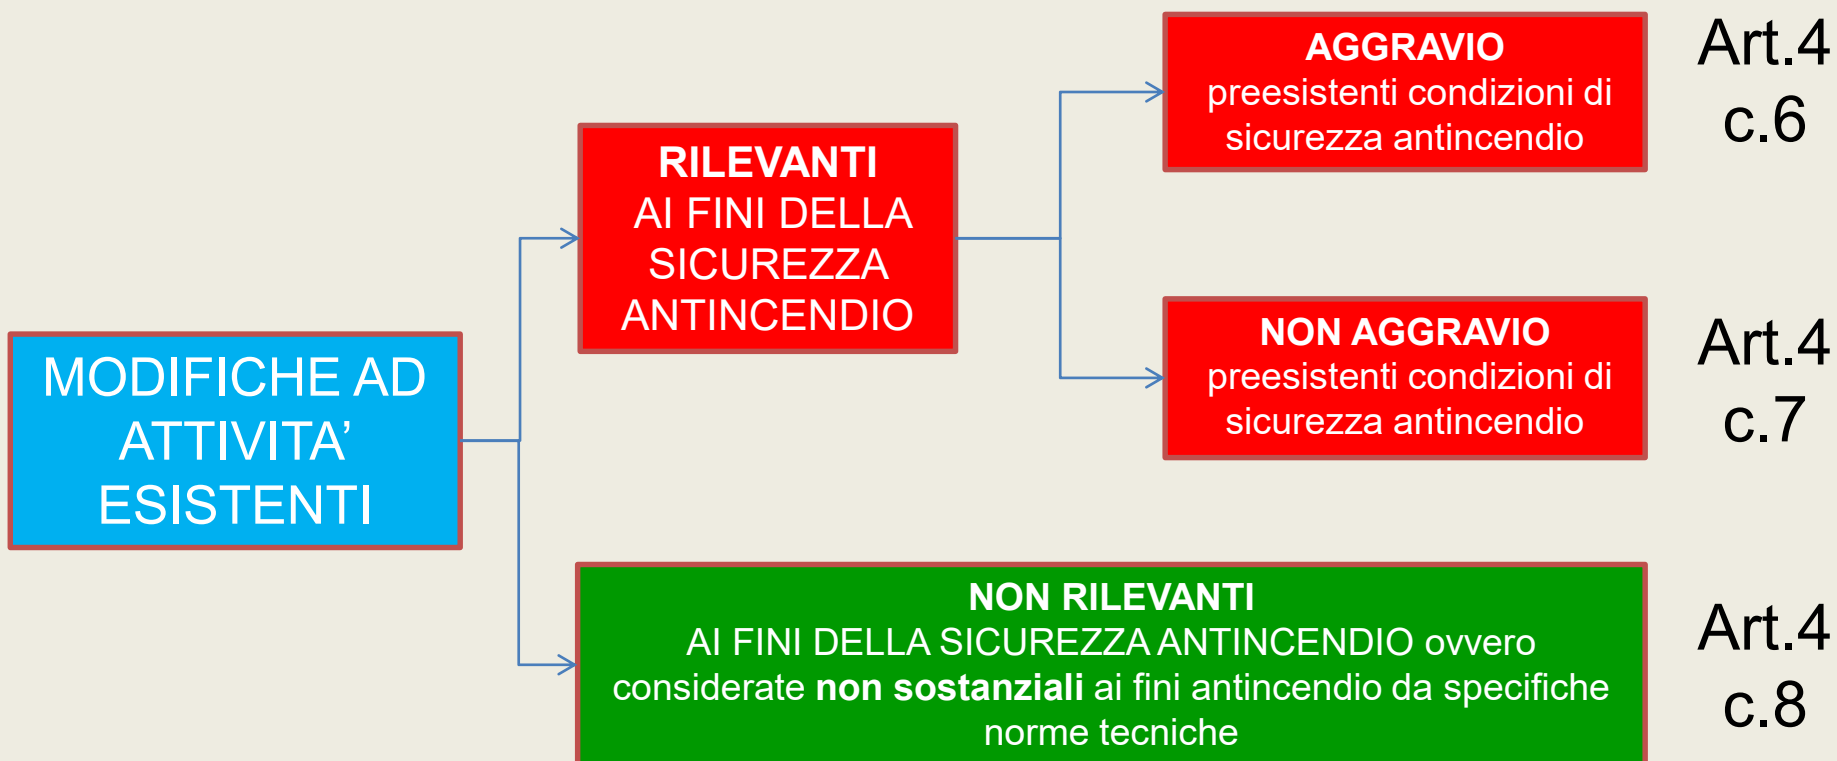 MODIFICHE AD
ATTIVITA’
ESISTENTI
RILEVANTI
AI FINI DELLA
SICUREZZA
ANTINCENDIO
AGGRAVIO
preesistenti condizioni di
sicurezza antincendio
Art.4
c.6
NON AGGRAVIO
preesistenti condizioni di
sicurezza antincendio
Art.4
c.7
NON RILEVANTI
AI FINI DELLA SICUREZZA ANTINCENDIO ovvero
considerate non sostanziali ai fini antincendio da specifiche
norme tecniche
Art.4
c.8